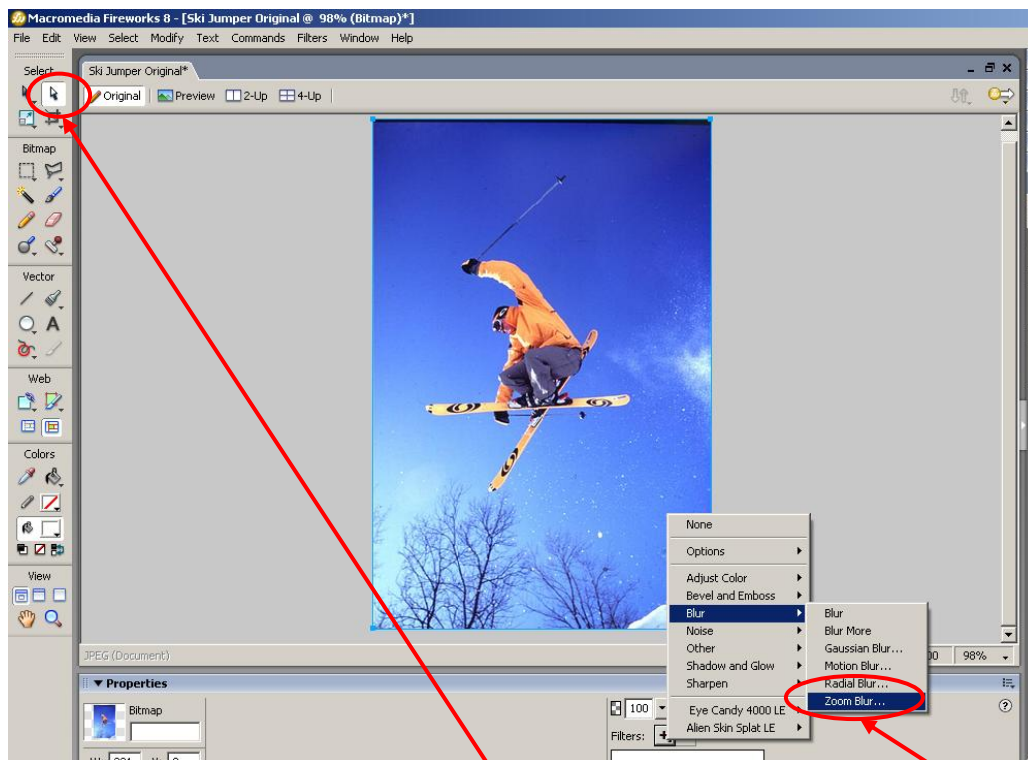 Macromedia Fireworks 8 - [Ski Jumper Original @ 98% (Bitmap)*]
File Edit View Select Modify Text Commands Filters Window Help
Select
Ski Jumper Original*
Original Preview 2-Up 4-Up
Bitmap
Vector
A
Web
Colors
View
None
Options
Adjust Color
Bevel and Emboss
Blur
Noise
Other
Shadow and Glow
Sharpen
Eye Candy 4000 LE
Alien Skin Splat LE
Blur
Blur More
Gaussian Blur...
Motion Blur...
Radial Blur...
Zoom Blur...
JPEG (Document)
00 98%
Properties
Bitmap
100
Filters: